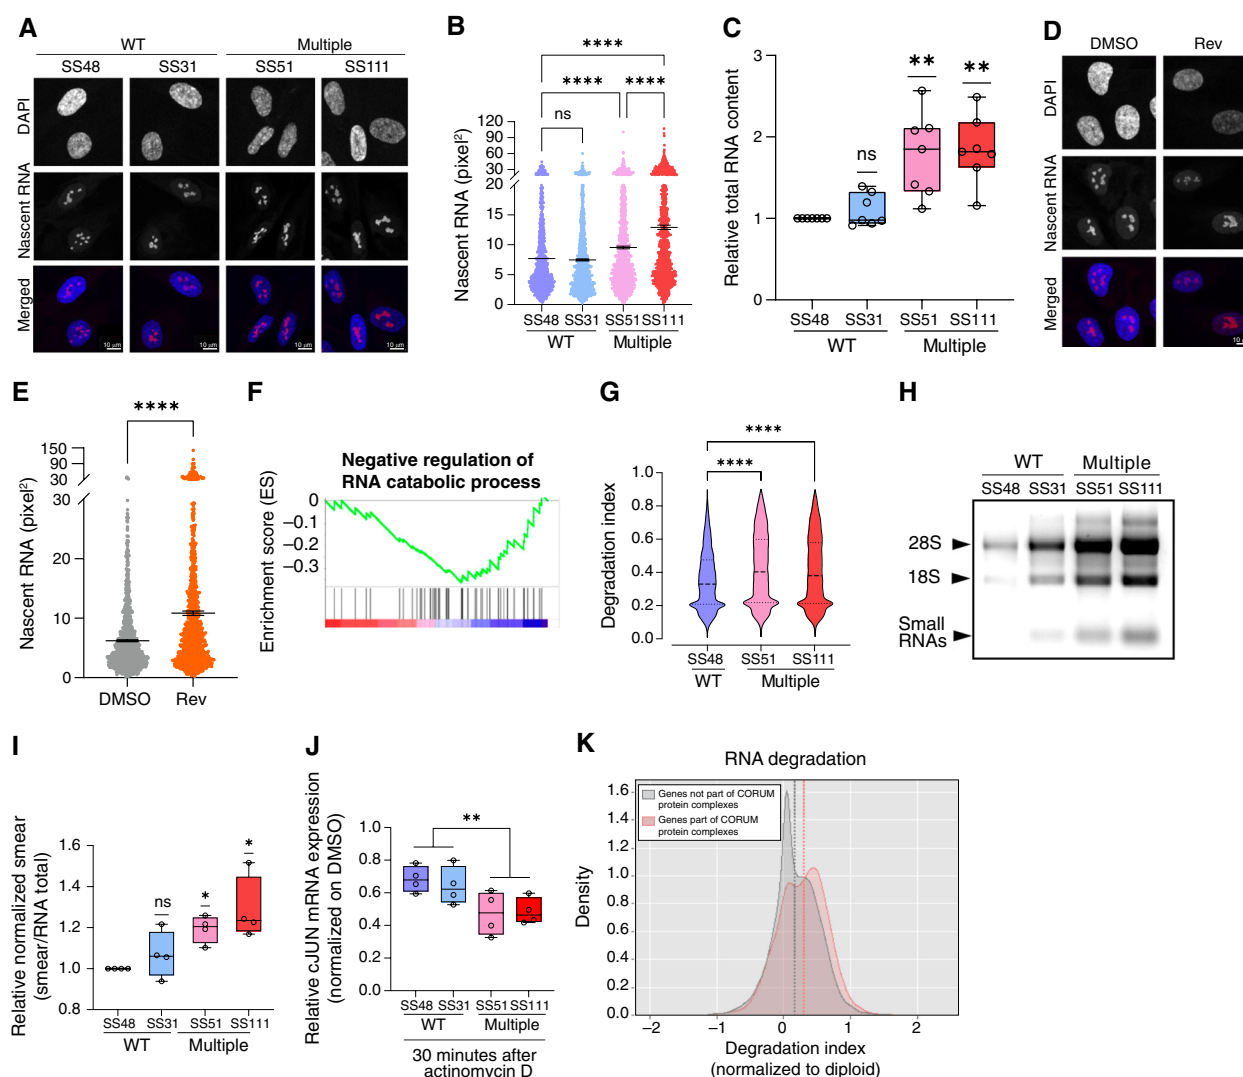 A
WT Multiple
SS48 SS31 SS51 SS111
DAPI
Nascent RNA
Merged
10 µm 10 µm 10 µm 10 µm
B
**** 
**** ****
ns
Nascent RNA (pixel²)
120
90
60
30
20
15
10
5
0
SS48 SS31 SS51 SS111
WT Multiple
C
Relative total RNA content
3
2
1
0
ns ** **
SS48 SS31 SS51 SS111
WT Multiple
D
DMSO Rev
DAPI
Nascent RNA
Merged
10
E
****
Nascent RNA (pixel²)
150
90
30
30
20
10
0
DMSO Rev
F
Negative regulation of
RNA catabolic process
Enrichment score (ES)
0
−0.1
−0.2
−0.3
G
****
****
Degradation index
1.0
0.8
0.6
0.4
0.2
0.0
SS48 SS51 SS111
WT Multiple
H
WT Multiple
SS48 SS31 SS51 SS111
28S
18S
Small
RNAs
I
Relative normalized smear
(smear/RNA total)
1.6
1.4
1.2
1.0
0.8
ns * *
SS48 SS31 SS51 SS111
WT Multiple
J
Relative cJUN mRNA expression
(normalized on DMSO)
1.0
0.8
0.6
0.4
0.2
0.0
**
SS48 SS31 SS51 SS111
WT Multiple
30 minutes after
actinomycin D
K
RNA degradation
Genes not part of CORUM
protein complexes
Genes part of CORUM
protein complexes
Density
1.6
1.4
1.2
1.0
0.8
0.6
0.4
0.2
0.0
−2 −1 0 1 2
Degradation index
(normalized to diploid)